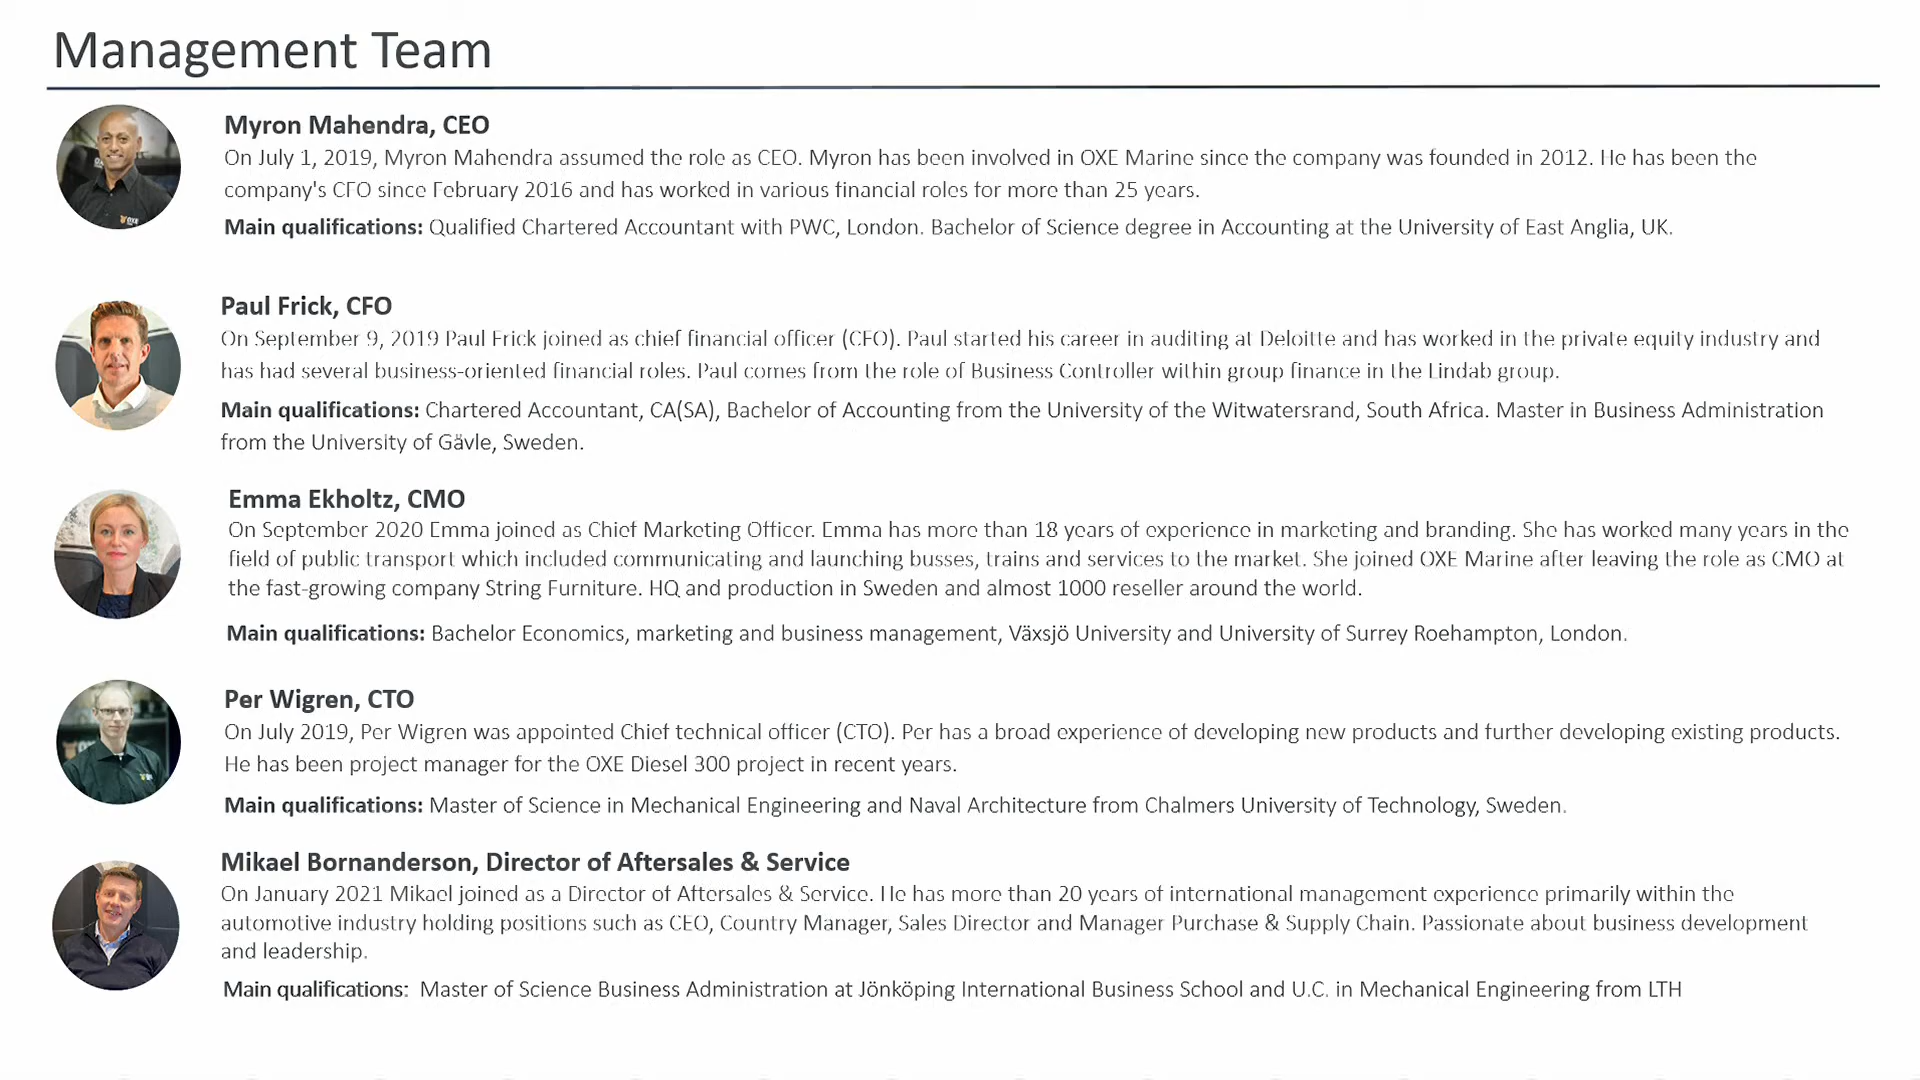 Management Team
Myron Mahendra, CEO
On July 1, 2019, Myron Mahendra assumed the role as CEO. Myron has been involved in OXE Marine since the company was founded in 2012. He has been the
company's CFO since February 2016 and has worked in various financial roles for more than 25 years.
Main qualifications: Qualified Chartered Accountant with PWC, London. Bachelor of Science degree in Accounting at the University of East Anglia, UK.
Paul Frick, CFO
On September 9, 2019 Paul Frick joined as chief financial officer (CFO). Paul started his career in auditing at Deloitte and has worked in the private equity industry and
has had several business-oriented financial roles. Paul comes from the role of Business Controller within group finance in the Lindab group.
Main qualifications: Chartered Accountant, CA(SA), Bachelor of Accounting from the University of the Witwatersrand, South Africa. Master in Business Administration
from the University of Gävle, Sweden.
Emma Ekholtz, CMO
On September 2020 Emma joined as Chief Marketing Officer. Emma has more than 18 years of experience in marketing and branding. She has worked many years in the
field of public transport which included communicating and launching busses, trains and services to the market. She joined OXE Marine after leaving the role as CMO at
the fast-growing company String Furniture. HQ and production in Sweden and almost 1000 reseller around the world.
Main qualifications: Bachelor Economics, marketing and business management, Växsjö University and University of Surrey Roehampton, London.
Per Wigren, CTO
On July 2019, Per Wigren was appointed Chief technical officer (CTO). Per has a broad experience of developing new products and further developing existing products.
He has been project manager for the OXE Diesel 300 project in recent years.
Main qualifications: Master of Science in Mechanical Engineering and Naval Architecture from Chalmers University of Technology, Sweden.
Mikael Bornanderson, Director of Aftersales & Service
On January 2021 Mikael joined as a Director of Aftersales & Service. He has more than 20 years of international management experience primarily within the
automotive industry holding positions such as CEO, Country Manager, Sales Director and Manager Purchase & Supply Chain. Passionate about business development
and leadership.
Main qualifications: Master of Science Business Administration at Jönköping International Business School and U.C. in Mechanical Engineering from LTH